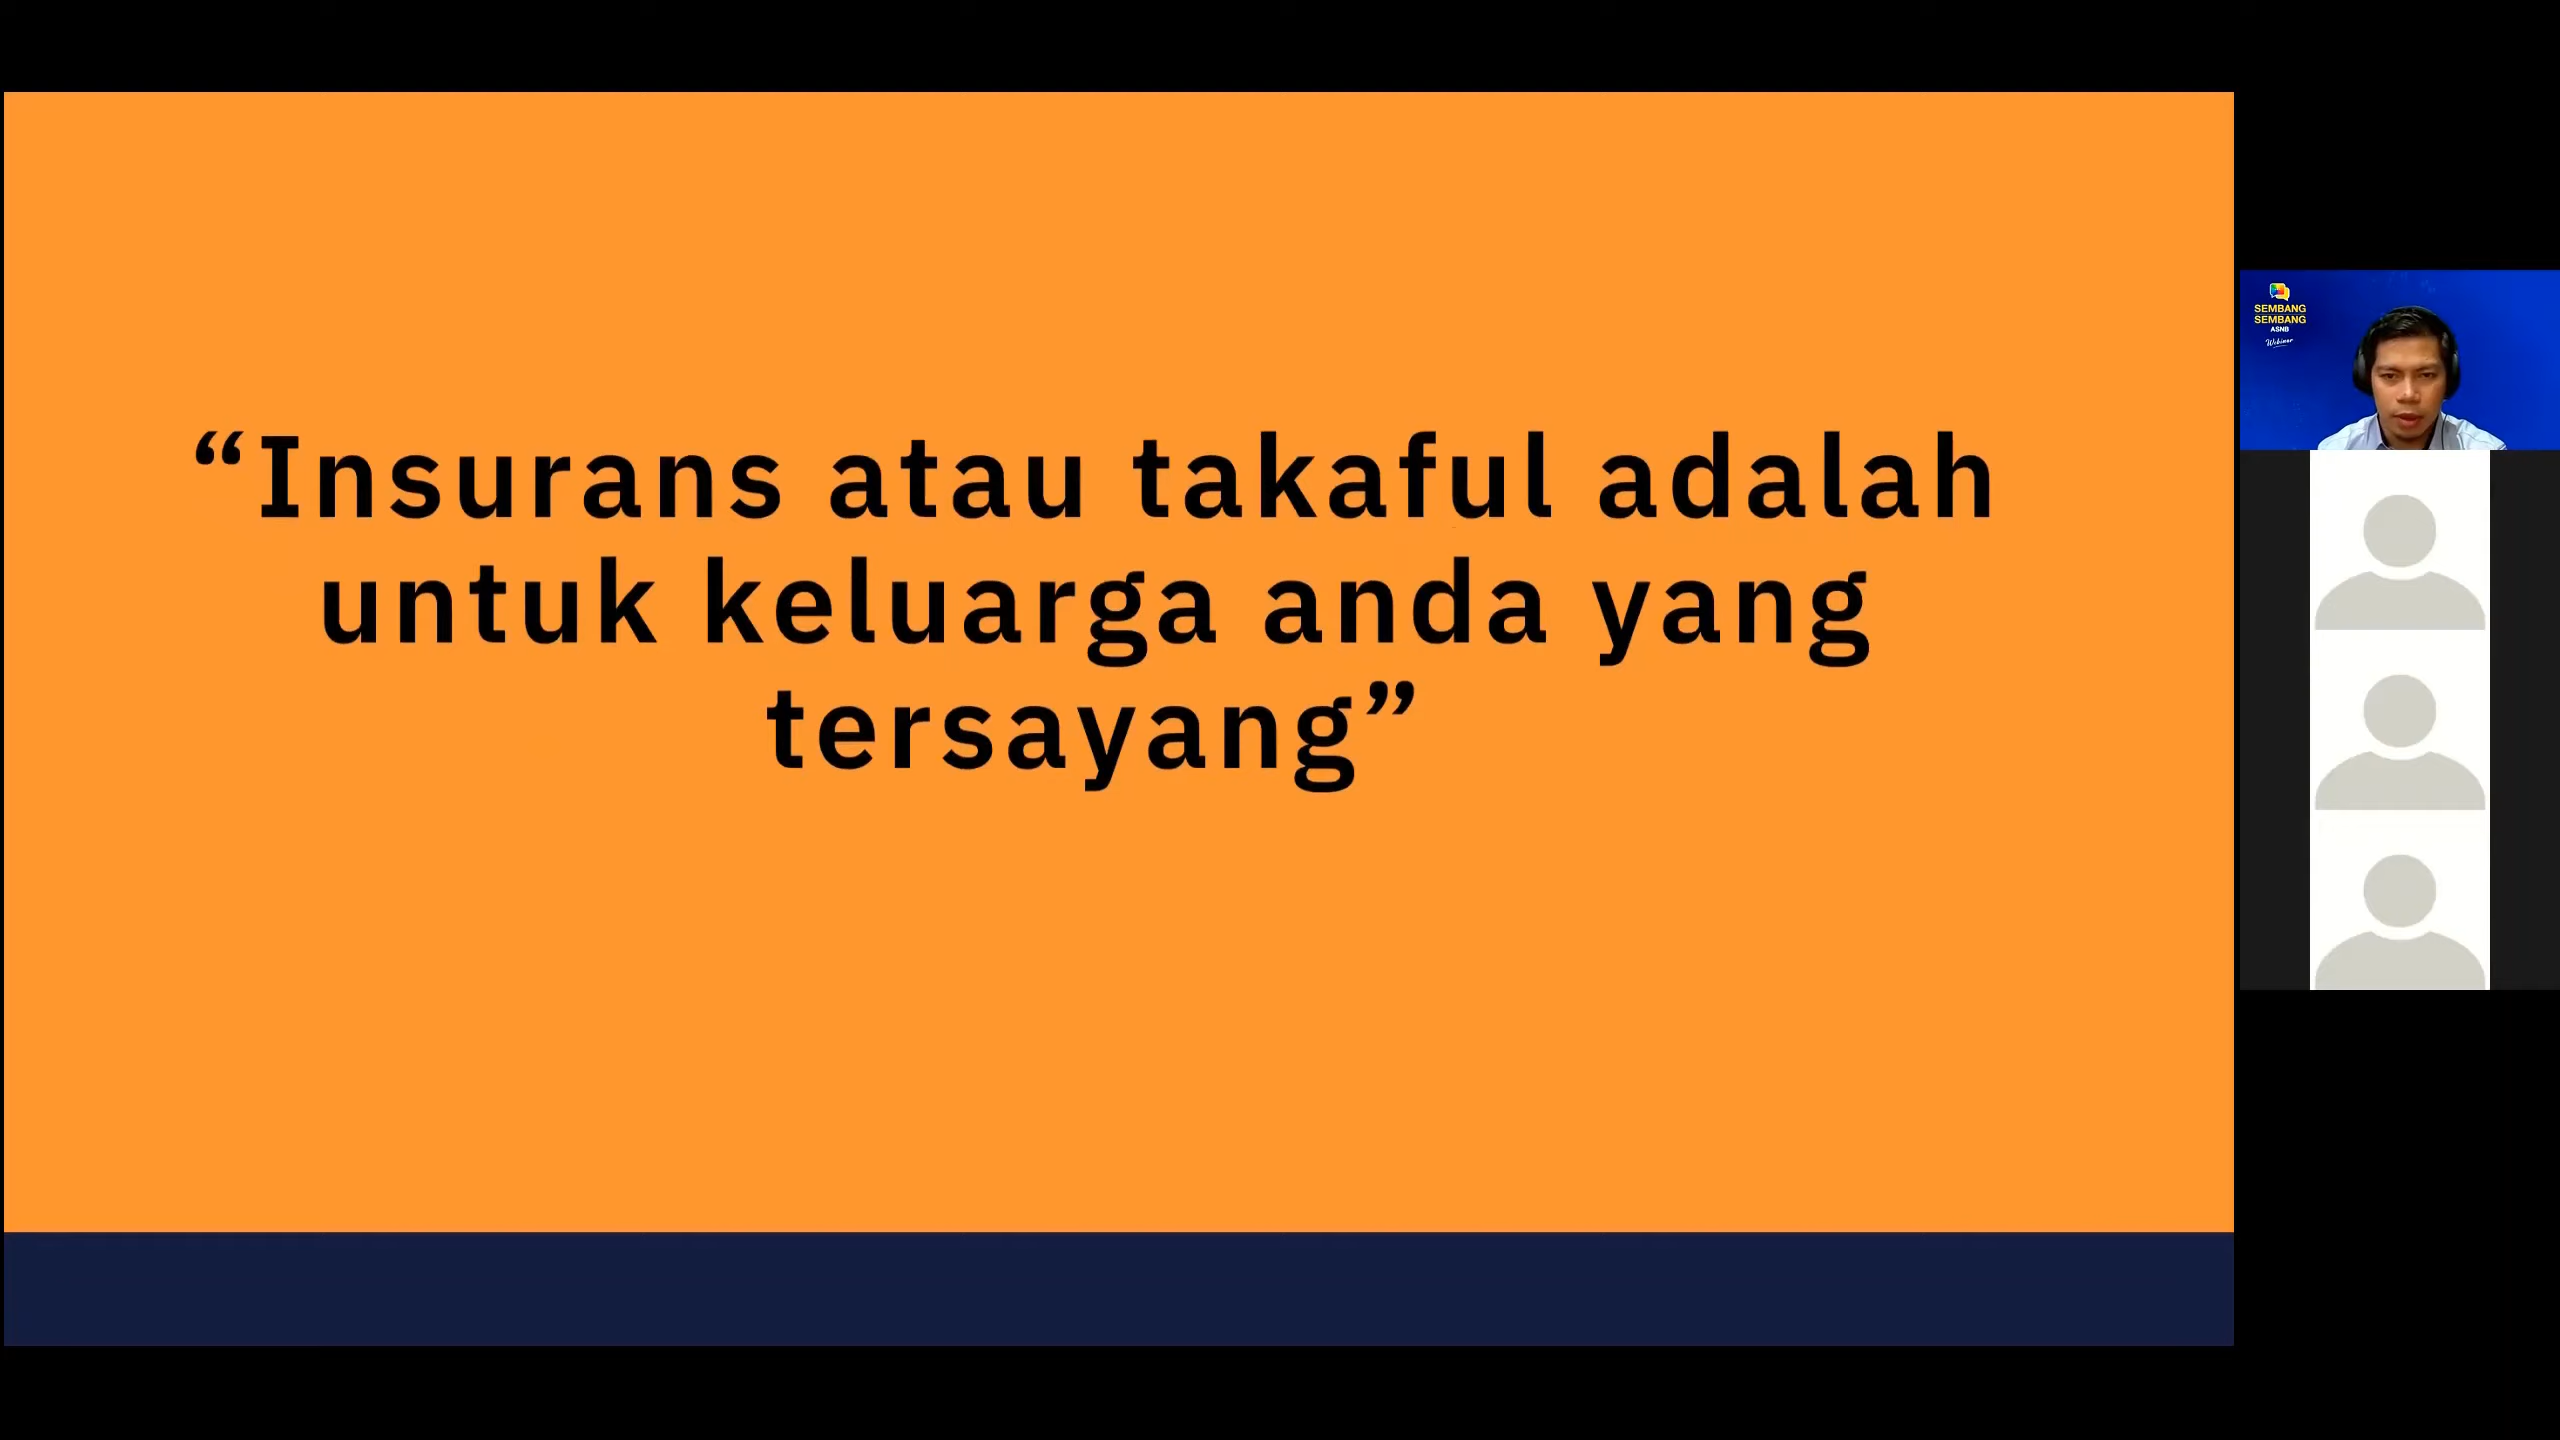 “Insurans atau takaful adalah
untuk keluarga anda yang
tersayang”
SEMBANG
SEMBANG
ASNB
Webinar